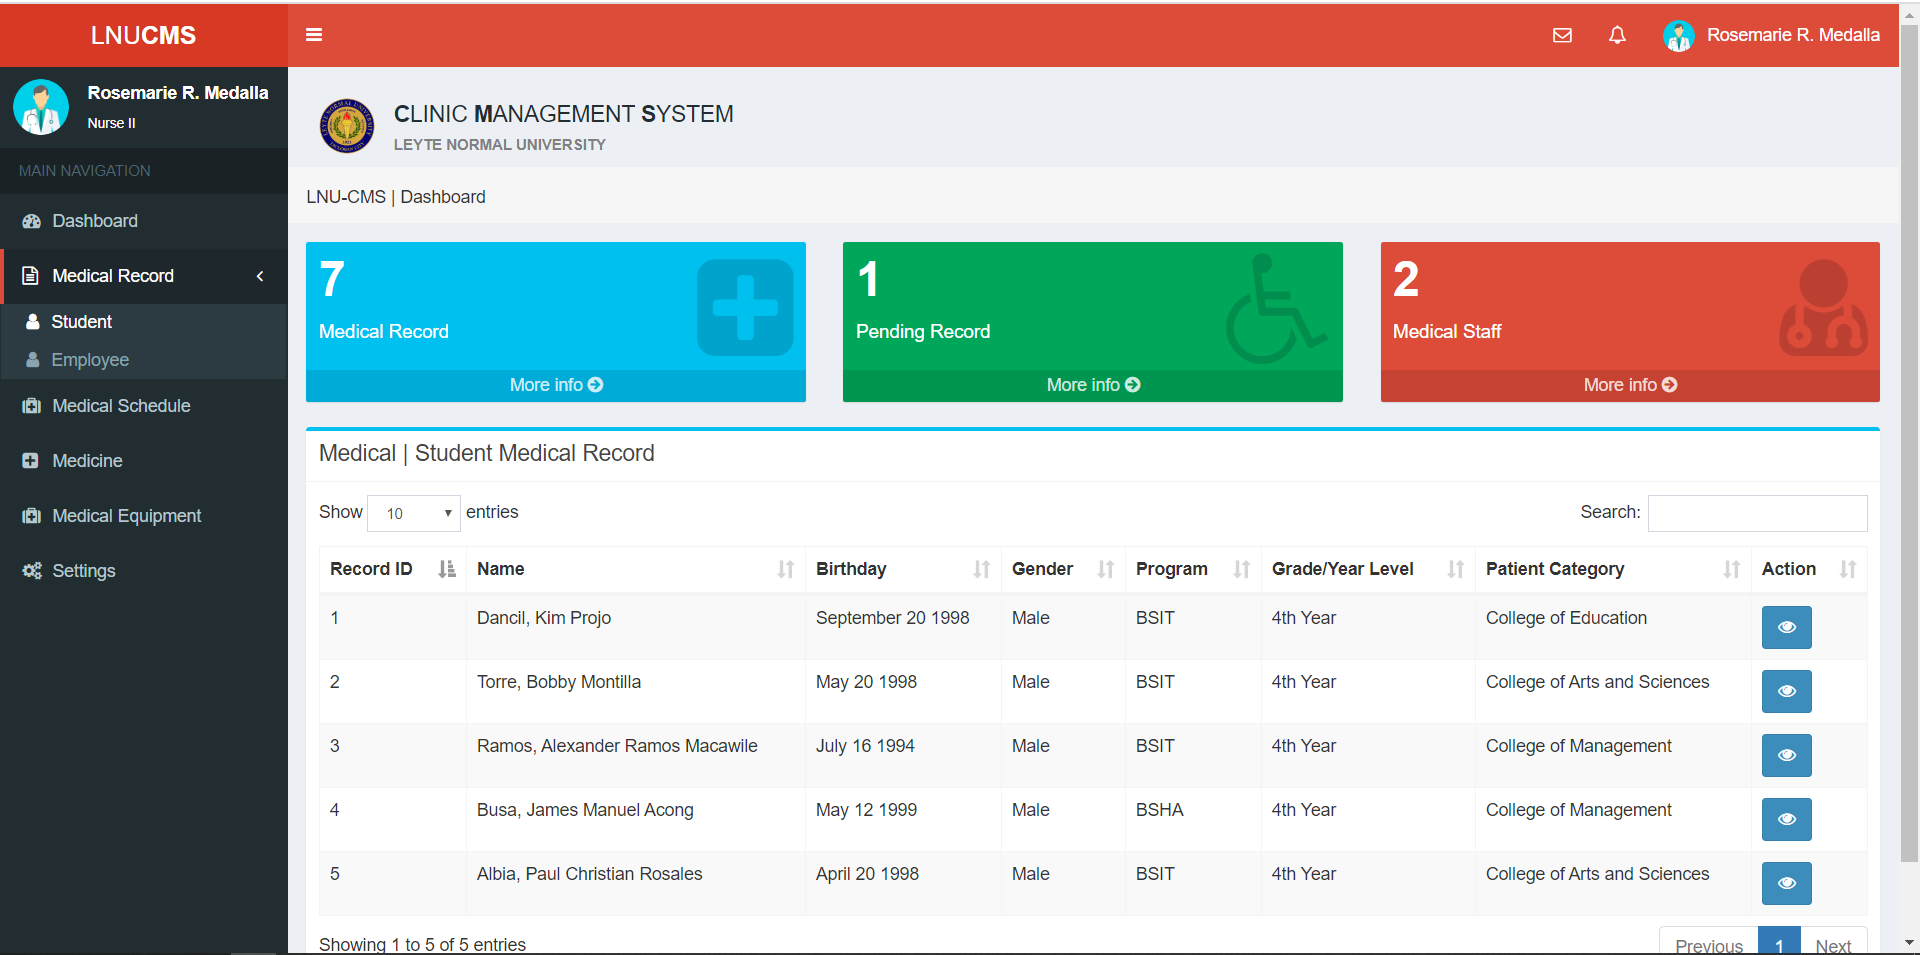 LNUCMS
Rosemarie R. Medalla
Rosemarie R. Medalla
Nurse II
MAIN NAVIGATION
Dashboard
Medical Record
Student
Employee
Medical Schedule
Medicine
Medical Equipment
Settings
CLINIC MANAGEMENT SYSTEM
LEYTE NORMAL UNIVERSITY
LNU-CMS | Dashboard
7
Medical Record
More info
1
Pending Record
More info
2
Medical Staff
More info
Medical | Student Medical Record
Show 10 entries
Search:
Record ID Name Birthday Gender Program Grade/Year Level Patient Category Action
1 Dancil, Kim Projo September 20 1998 Male BSIT 4th Year College of Education
2 Torre, Bobby Montilla May 20 1998 Male BSIT 4th Year College of Arts and Sciences
3 Ramos, Alexander Ramos Macawile July 16 1994 Male BSIT 4th Year College of Management
4 Busa, James Manuel Acong May 12 1999 Male BSHA 4th Year College of Management
5 Albia, Paul Christian Rosales April 20 1998 Male BSIT 4th Year College of Arts and Sciences
Showing 1 to 5 of 5 entries
Previous 1 Next